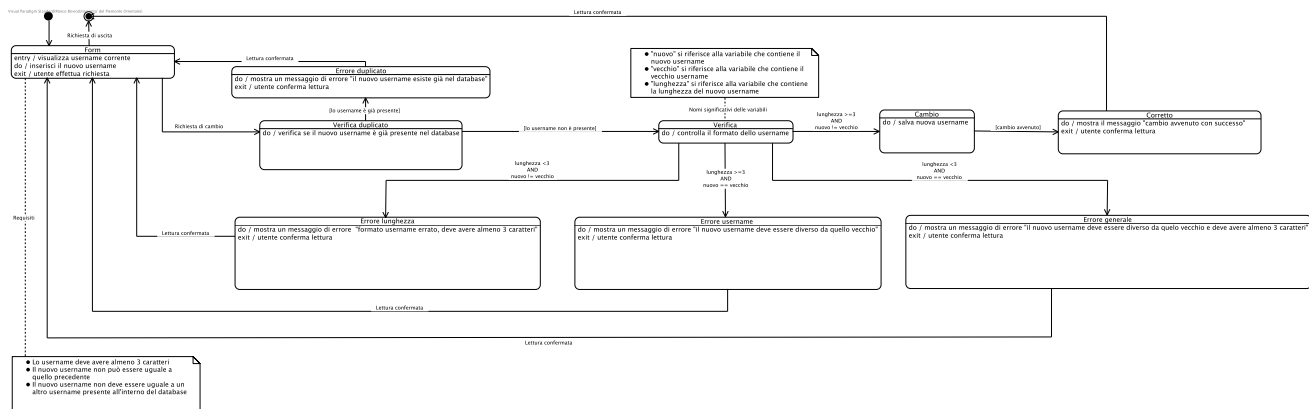 Lettura confermata
Richiesta di uscita
Form
entry / visualizza username corrente
do / inserisci il nuovo username
exit / utente effettua richiesta
Lettura confermata
Errore duplicato
do / mostra un messaggio di errore "il nuovo username esiste già nel database"
exit / utente conferma lettura
[lo username è già presente]
Richiesta di cambio
Verifica duplicato
do / verifica se il nuovo username è già presente nel database
[lo username non è presente]
● "nuovo" si riferisce alla variabile che contiene il
nuovo username
● "vecchio" si riferisce alla variabile che contiene il
vecchio username
● "lunghezza" si riferisce alla variabile che contiene
la lunghezza del nuovo username
Nomi significativi delle variabili
Verifica
do / controlla il formato dello username
lunghezza >=3
AND
nuovo != vecchio
Cambio
do / salva nuova username
[cambio avvenuto]
Corretto
do / mostra il messaggio "cambio avvenuto con successo"
exit / utente conferma lettura
lunghezza <3
AND
nuovo != vecchio
lunghezza >=3
AND
nuovo == vecchio
lunghezza <3
AND
nuovo == vecchio
Requisiti
Lettura confermata
Errore lunghezza
do / mostra un messaggio di errore "formato username errato, deve avere almeno 3 caratteri"
exit / utente conferma lettura
Errore username
do / mostra un messaggio di errore "il nuovo username deve essere diverso da quello vecchio"
exit / utente conferma lettura
Errore generale
do / mostra un messaggio di errore "il nuovo username deve essere diverso da quelo vecchio e deve avere almeno 3 caratteri"
exit / utente conferma lettura
Lettura confermata
Lettura confermata
● Lo username deve avere almeno 3 caratteri
● Il nuovo username non può essere uguale a
quello precedente
● Il nuovo username non deve essere uguale a un
altro username presente all'interno del database